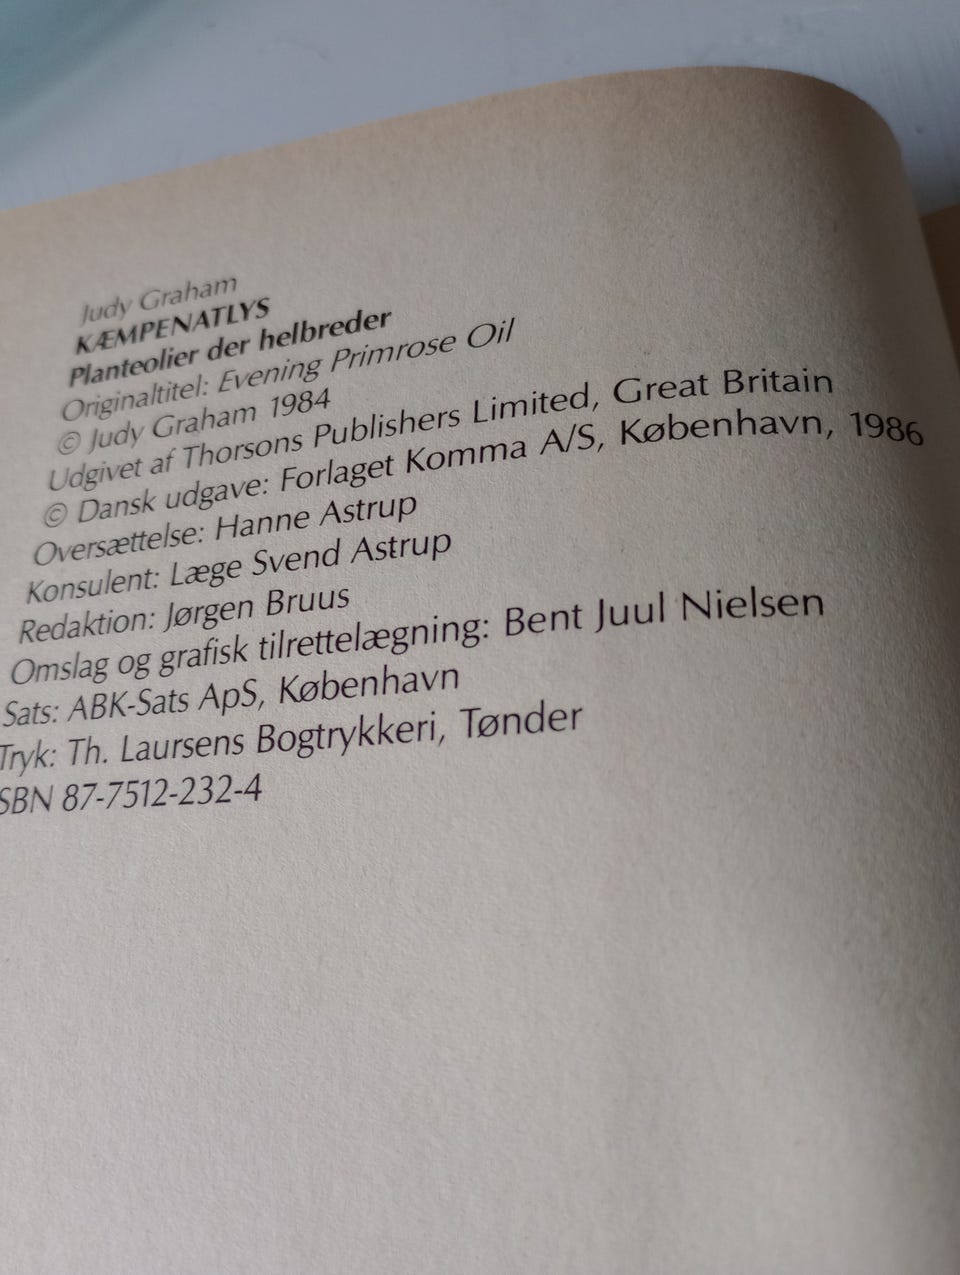 Judy Graham
KÆMPENATLYS
Planteolier der helbreder
Originaltitel: Evening Primrose Oil
© Judy Graham 1984
Udgivet af Thorsons Publishers Limited, Great Britain
© Dansk udgave: Forlaget Komma A/S, København, 1986
Oversættelse: Hanne Astrup
Konsulent: Læge Svend Astrup
Redaktion: Jørgen Bruus
Omslag og grafisk tilrettelægning: Bent Juul Nielsen
Sats: ABK-Sats ApS, København
Tryk: Th. Laursens Bogtrykkeri, Tønder
SBN 87-7512-232-4